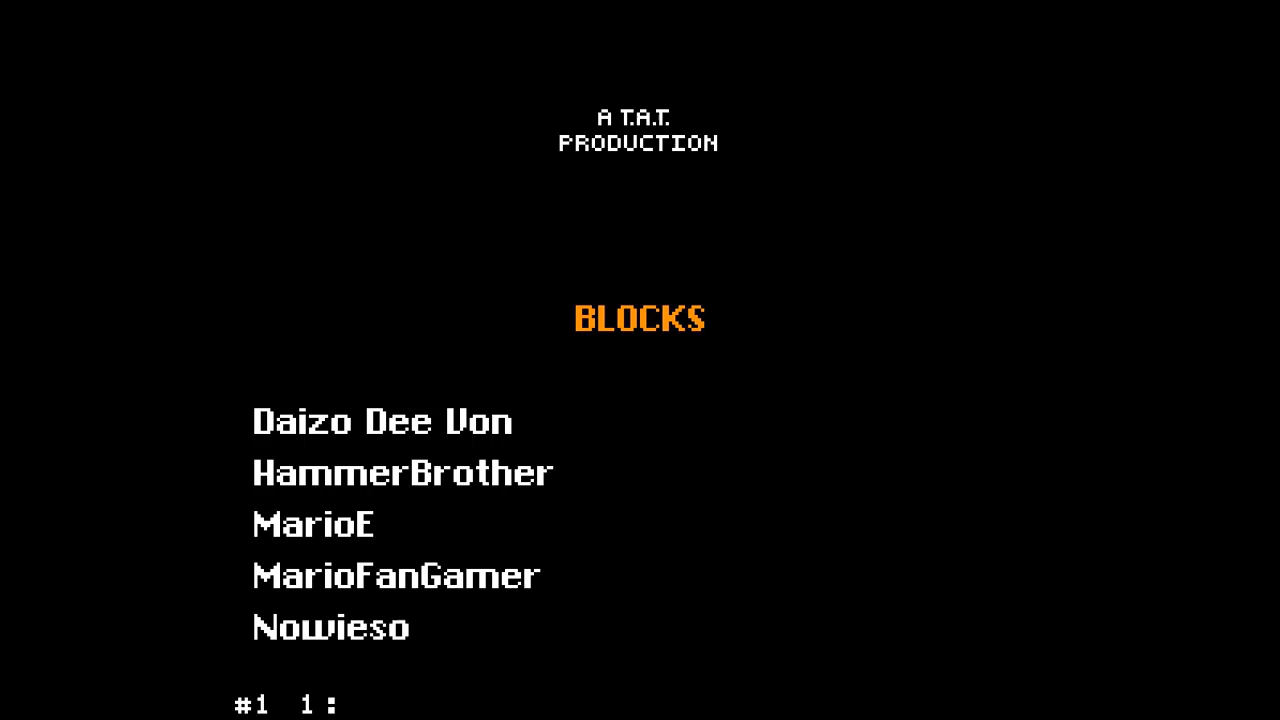 A T.A.T.
PRODUCTION
BLOCKS
Daizo Dee Von
HammerBrother
MarioE
MarioFanGamer
Nowieso
#1 1: